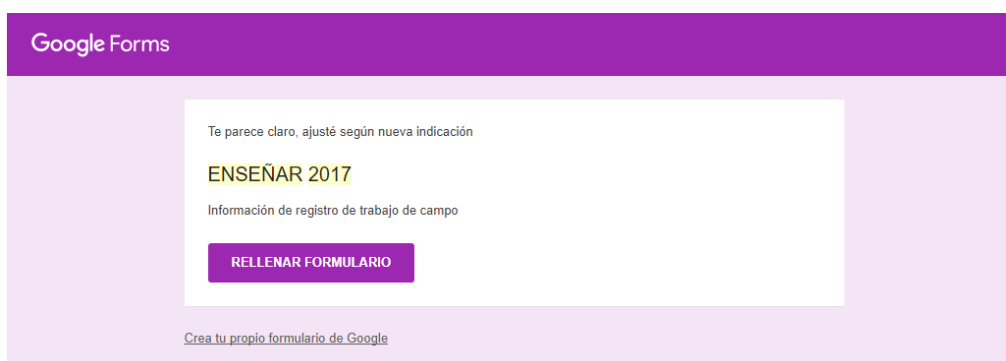 Google Forms
Te parece claro, ajusté según nueva indicación
ENSEÑAR 2017
Información de registro de trabajo de campo
RELLENAR FORMULARIO
Crea tu propio formulario de Google